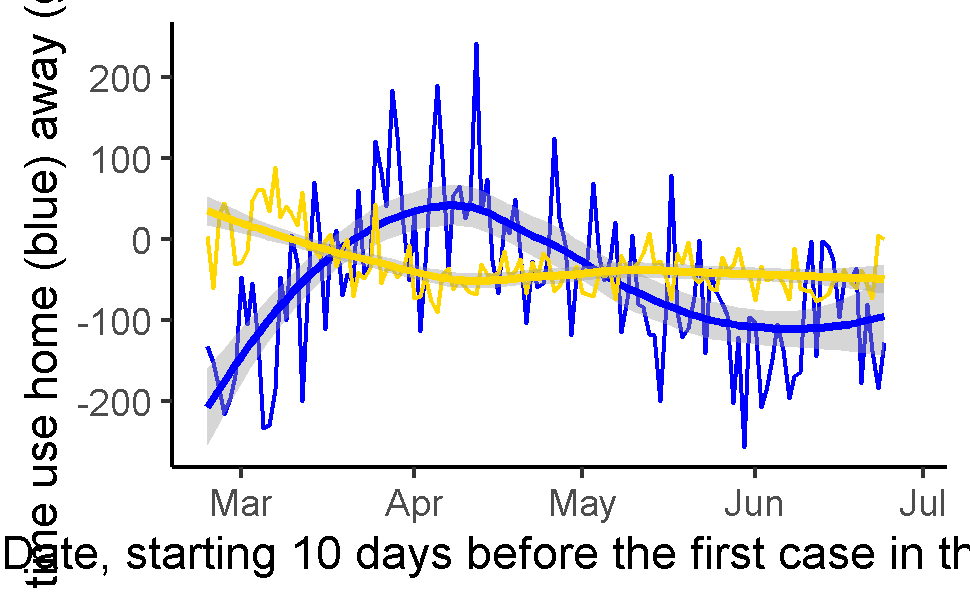 time use home (blue) away (
200
100
0
-100
-200
Mar Apr May Jun Jul
Date, starting 10 days before the first case in th